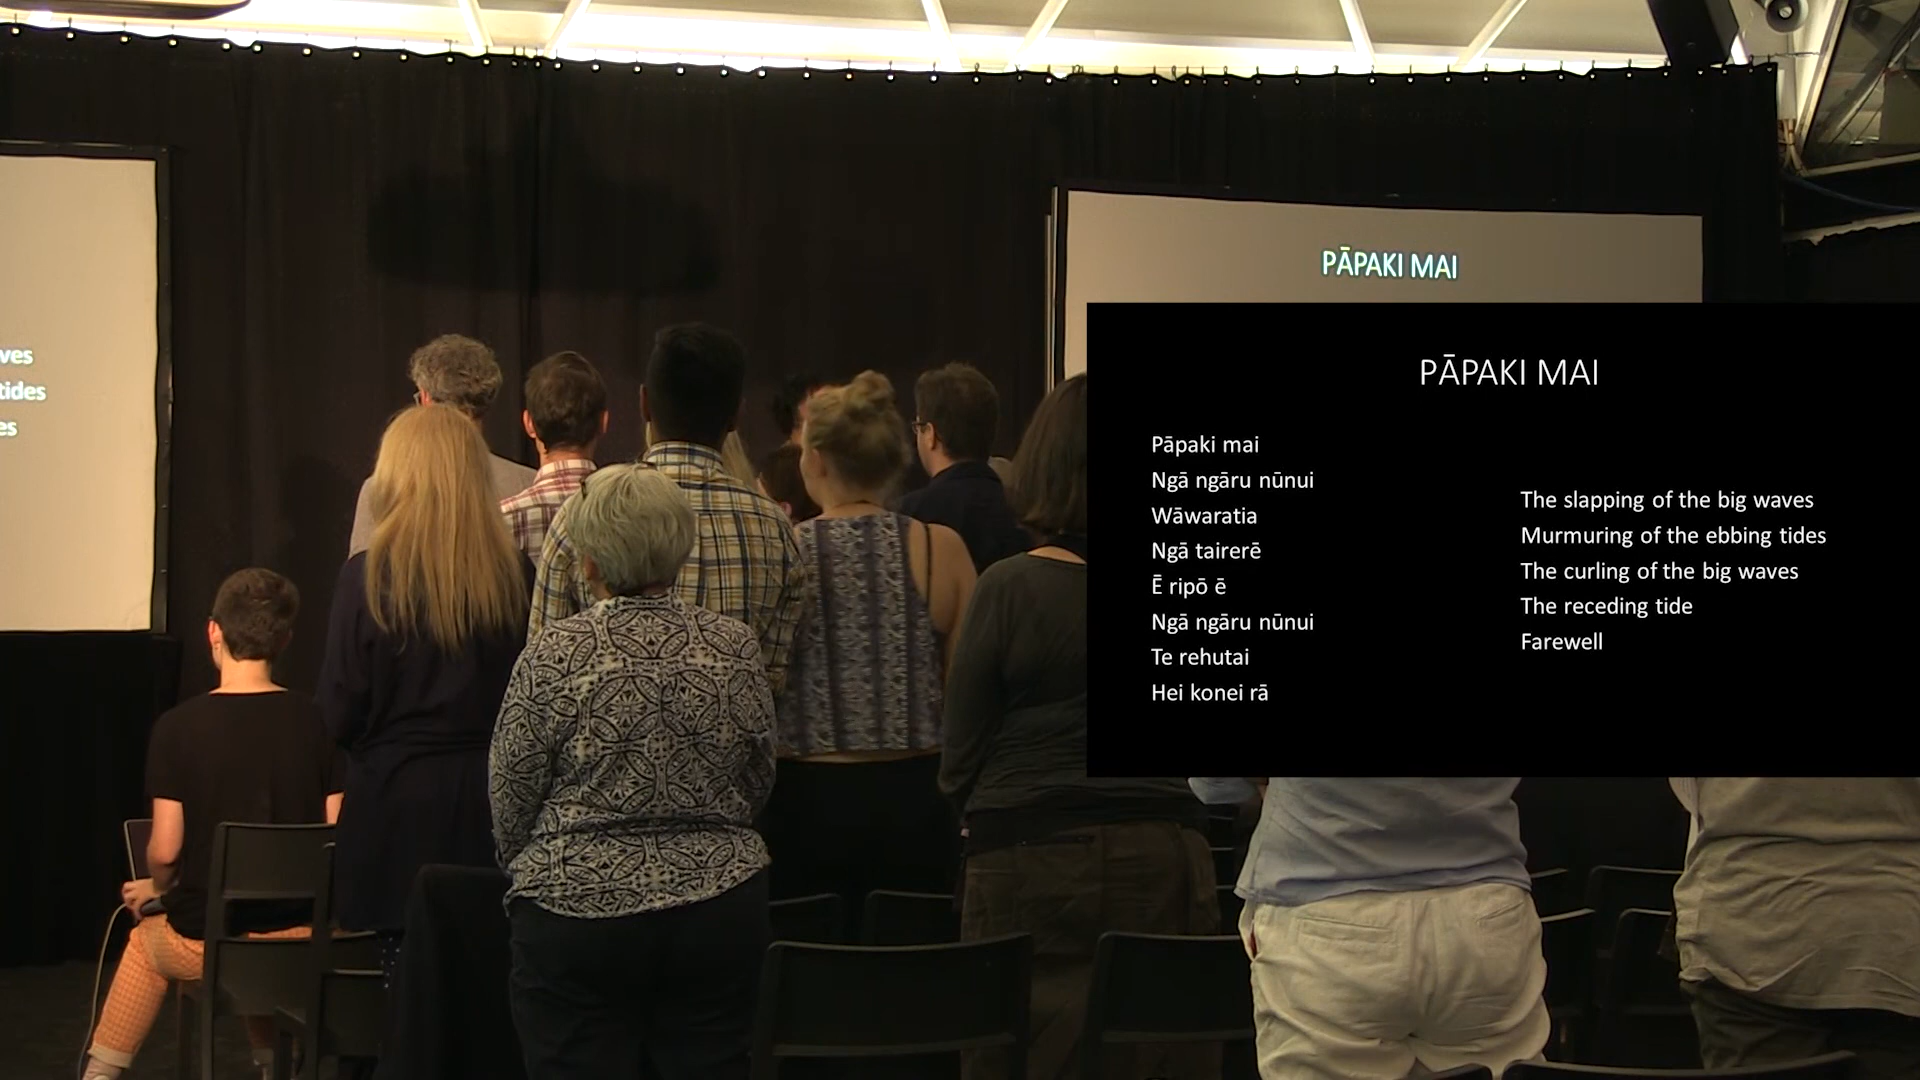 ves
tides
es
PĀPAKI MAI
PĀPAKI MAI
Pāpaki mai
Ngā ngāru nūnui
Wāwaratia
Ngā tairerē
Ē ripō ē
Ngā ngāru nūnui
Te rehutai
Hei konei rā
The slapping of the big waves
Murmuring of the ebbing tides
The curling of the big waves
The receding tide
Farewell